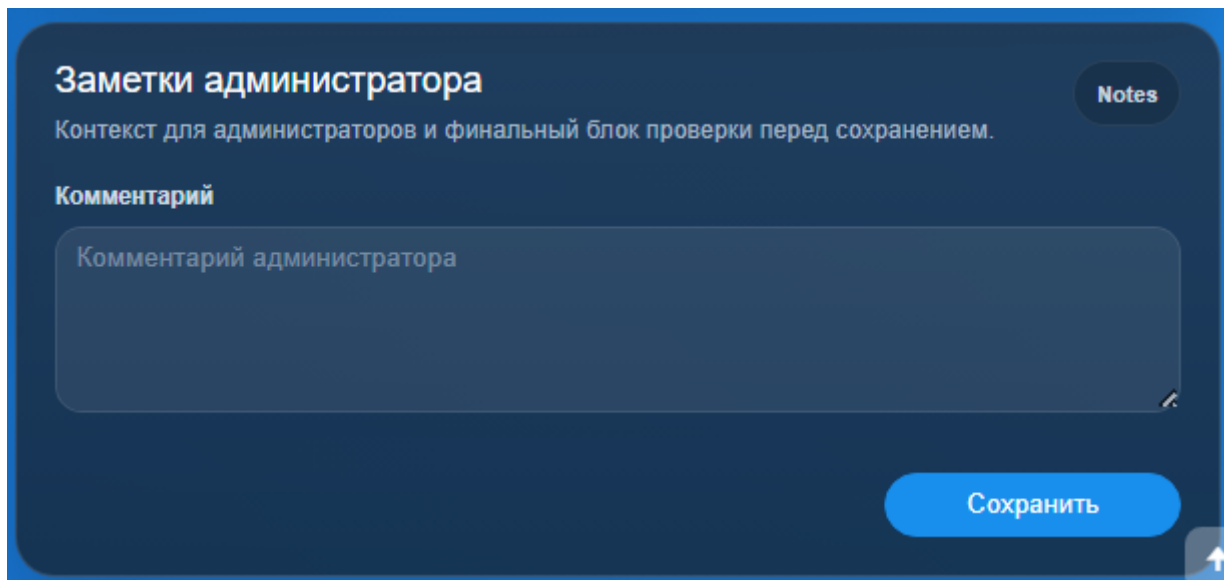 Заметки администратора
Notes
Контекст для администраторов и финальный блок проверки перед сохранением.
Комментарий
Комментарий администратора
Сохранить